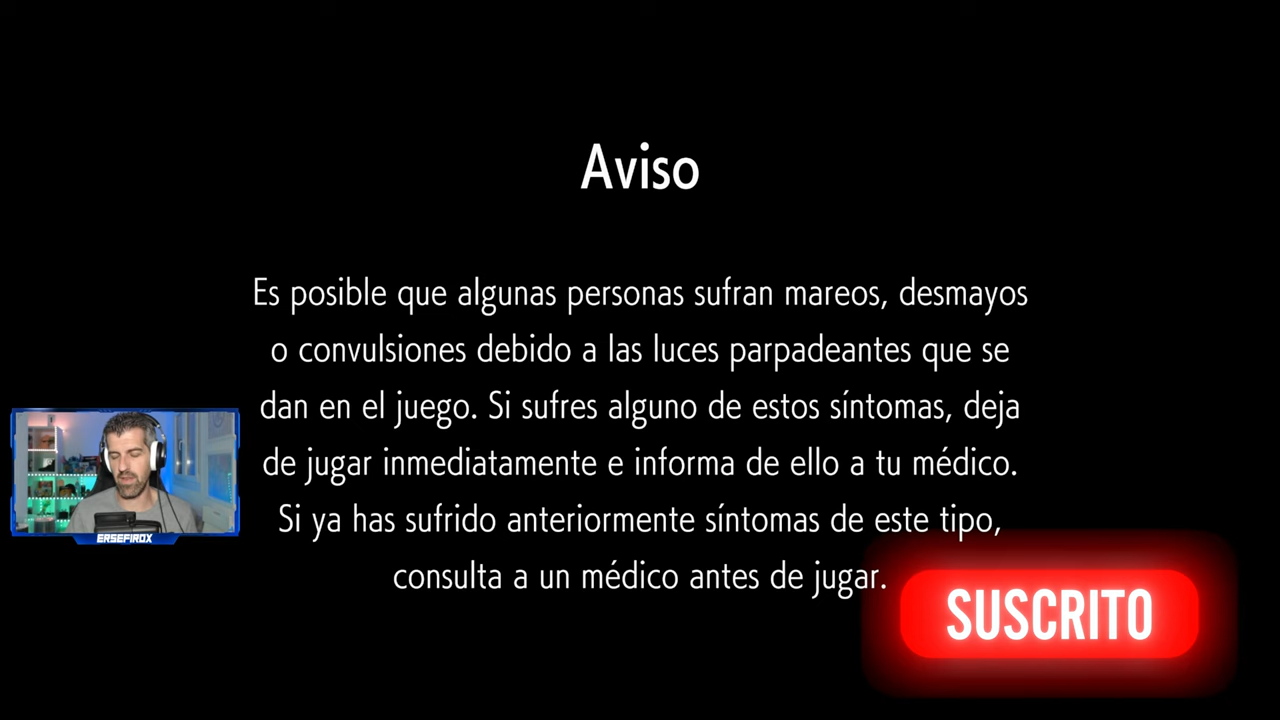 Aviso
Es posible que algunas personas sufran mareos, desmayos
o convulsiones debido a las luces parpadeantes que se
dan en el juego. Si sufres alguno de estos síntomas, deja
de jugar inmediatamente e informa de ello a tu médico.
Si ya has sufrido anteriormente síntomas de este tipo,
consulta a un médico antes de jugar.
ERSEFIROX
SUSCRITO